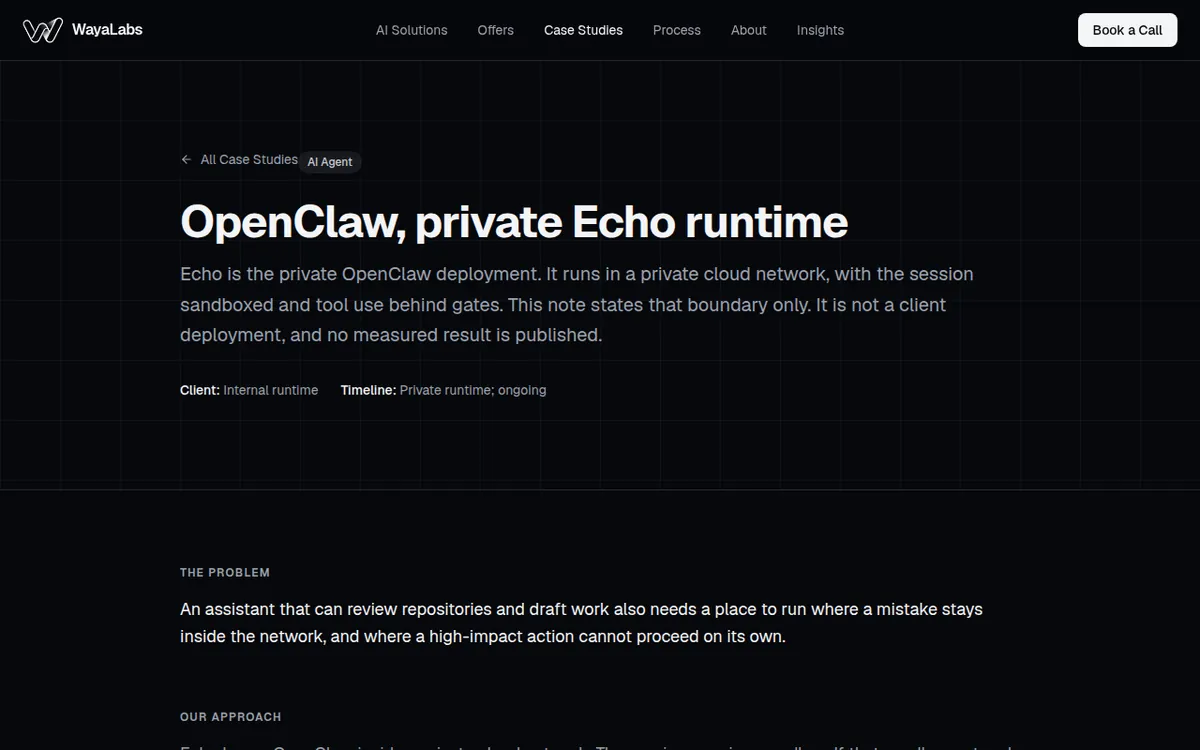 WayaLabs
AI Solutions
Offers
Case Studies
Process
About
Insights
Book a Call
← All Case Studies
AI Agent
OpenClaw, private Echo runtime
Echo is the private OpenClaw deployment. It runs in a private cloud network, with the session
sandboxed and tool use behind gates. This note states that boundary only. It is not a client
deployment, and no measured result is published.
Client: Internal runtime
Timeline: Private runtime; ongoing
THE PROBLEM
An assistant that can review repositories and draft work also needs a place to run where a mistake stays
inside the network, and where a high-impact action cannot proceed on its own.
OUR APPROACH